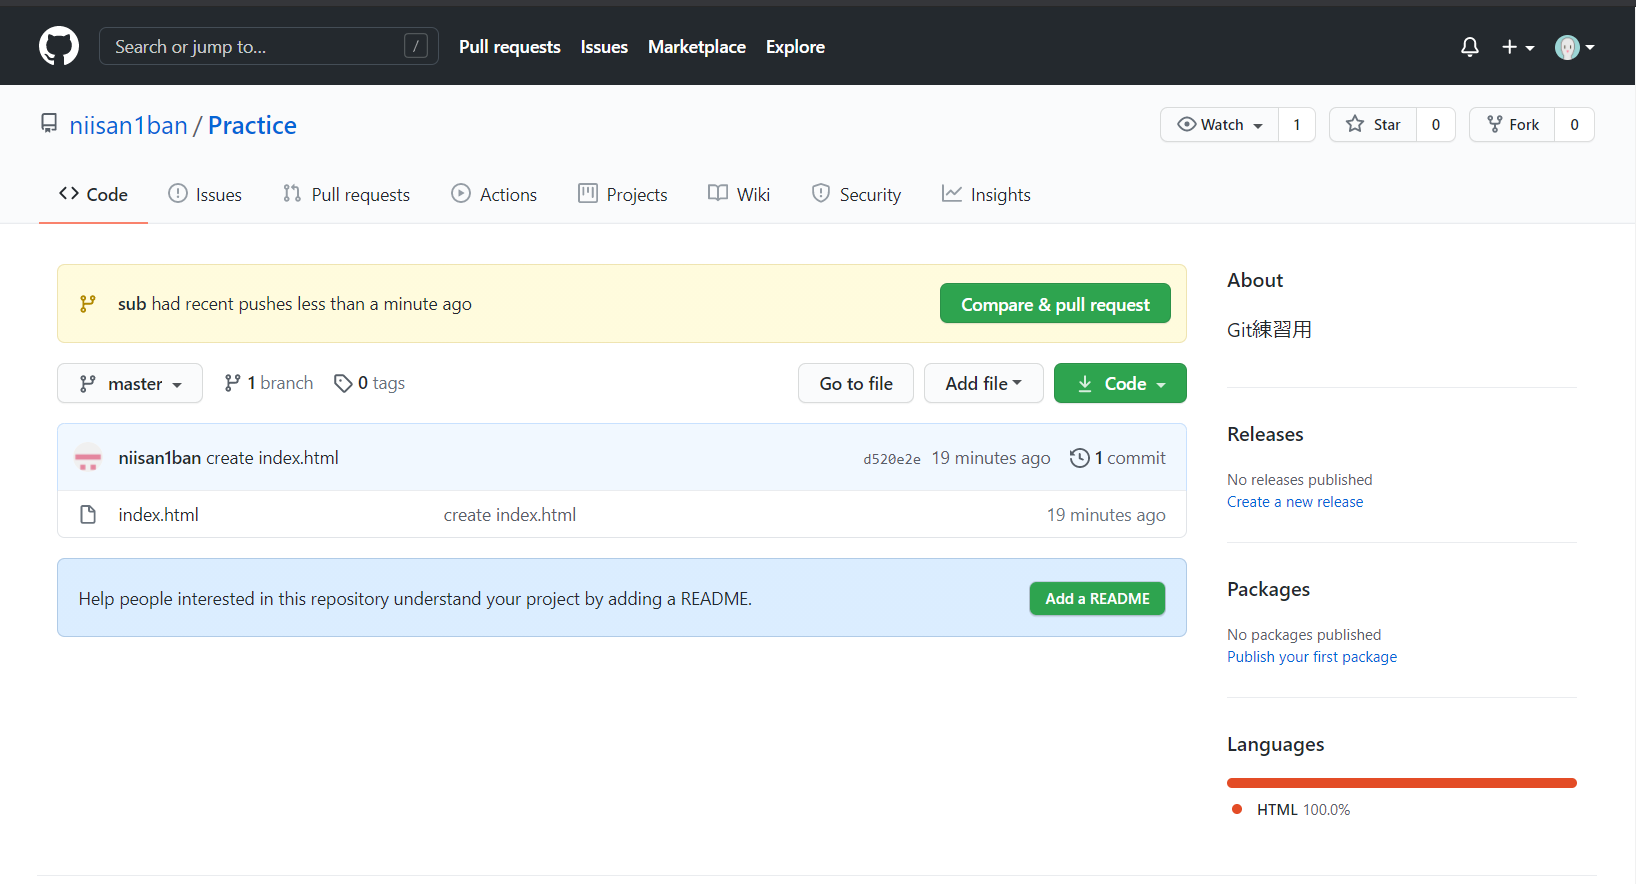 Search or jump to... /
Pull requests Issues Marketplace Explore
niisan1ban / Practice
Watch 1 Star 0 Fork 0
Code Issues Pull requests Actions Projects Wiki Security Insights
sub had recent pushes less than a minute ago
Compare & pull request
master 1 branch 0 tags
Go to file Add file Code
niisan1ban create index.html d520e2e 19 minutes ago 1 commit
index.html create index.html 19 minutes ago
Help people interested in this repository understand your project by adding a README.
Add a README
About
Git練習用
Releases
No releases published
Create a new release
Packages
No packages published
Publish your first package
Languages
HTML 100.0%